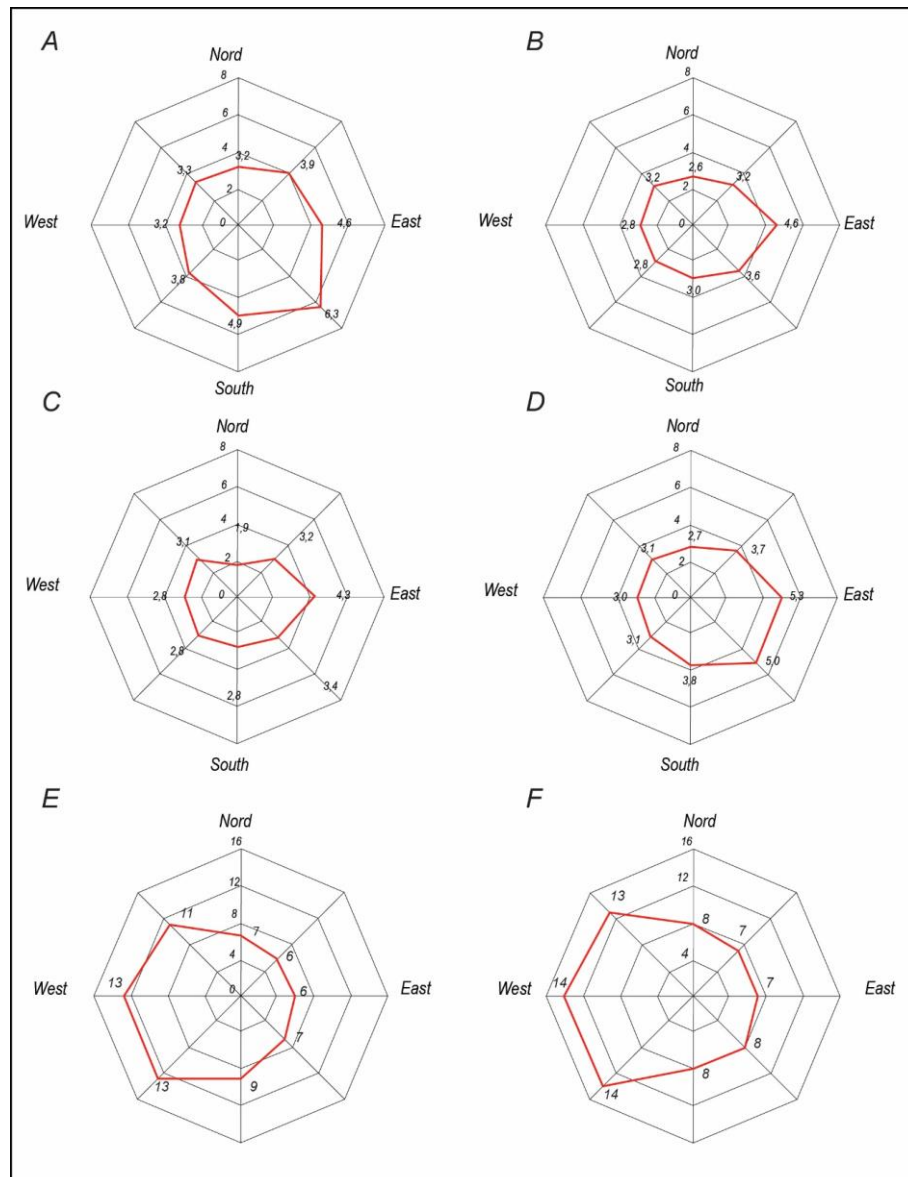 A
Nord
8
6
4
3,2
3,9
3,3
2
West
3,2
0
4,6
East
3,8
4,9
6,3
South
B
Nord
8
6
4
2,6
3,2
3,2
2
West
2,8
0
4,6
East
2,8
3,6
3,0
South
C
Nord
8
6
4
1,9
3,1
3,2
2
West
2,8
0
4,3
East
2,8
2,8
3,4
South
D
Nord
8
6
4
2,7
3,1
3,7
2
West
3,0
0
5,3
East
3,1
5,0
3,8
E
Nord
16
12
11
8
7
6
4
West
13
0
6
East
7
13
9
F
Nord
16
13
12
8
7
4
West
14
7
East
8
8
14